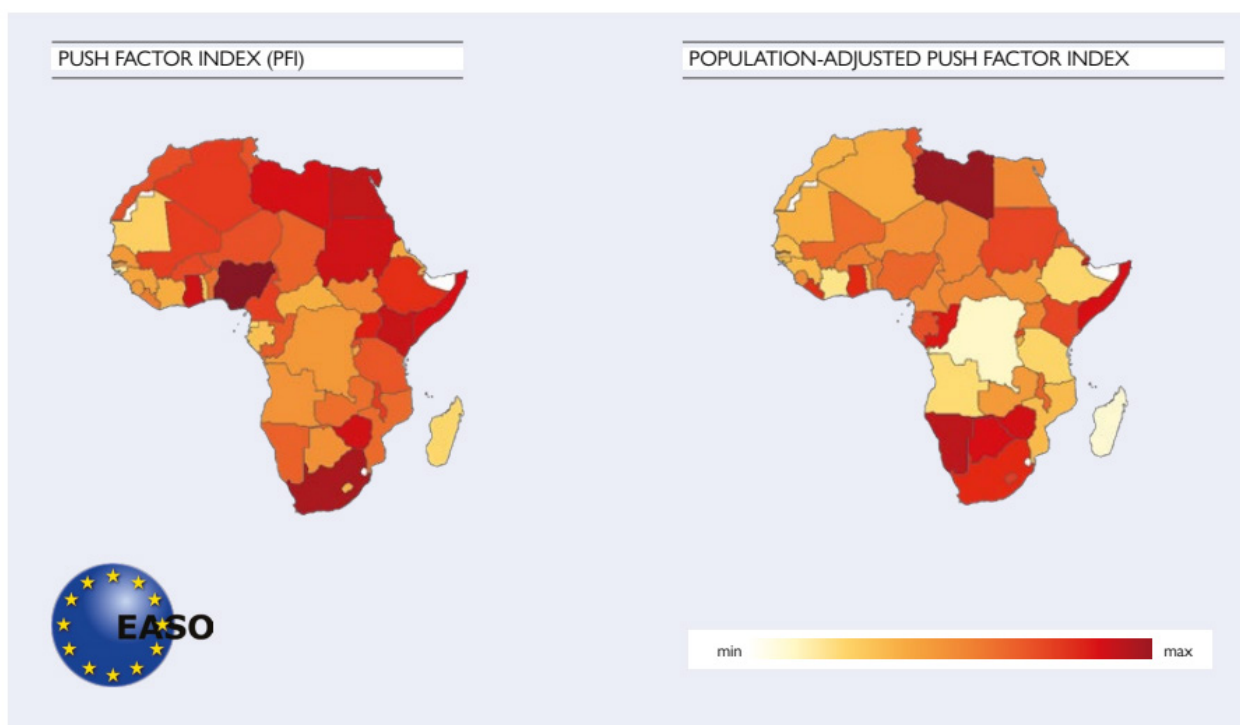 PUSH FACTOR INDEX (PFI)
POPULATION-ADJUSTED PUSH FACTOR INDEX
EASO
min
max